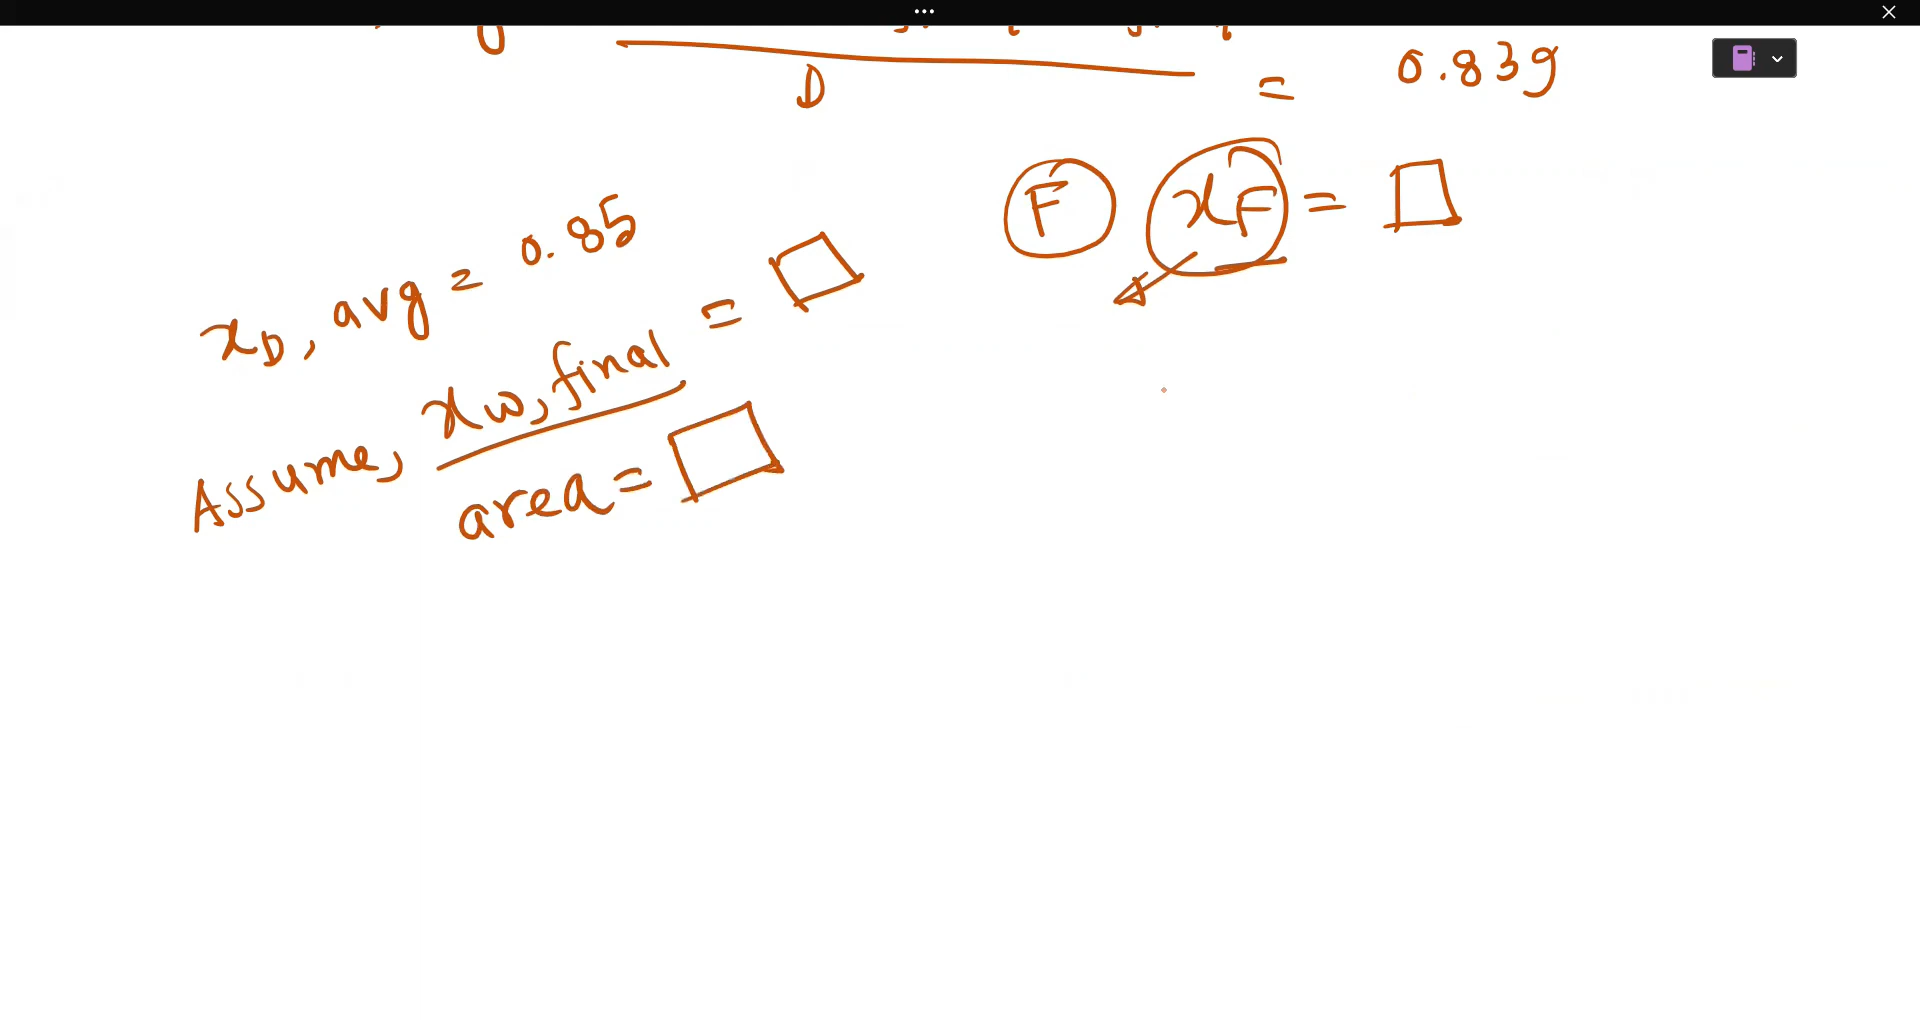 D = 0.839
F xF = □
xD, avg = 0.85
Assume, xw, final = □
area = □